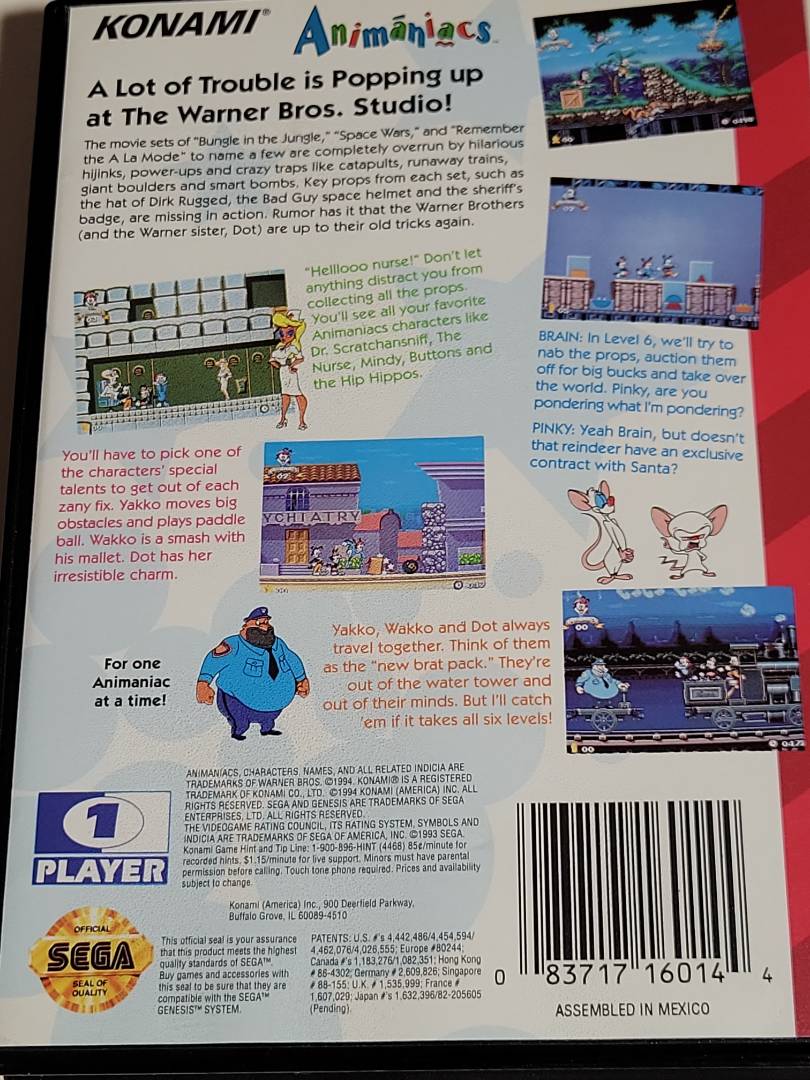 KONAMI®
Animaniacs™
A Lot of Trouble is Popping up
at The Warner Bros. Studio!
The movie sets of "Bungle in the Jungle," "Space Wars," and "Remember
the A La Mode" to name a few are completely overrun by hilarious
hijinks, power-ups and crazy traps like catapults, runaway trains,
giant boulders and smart bombs. Key props from each set, such as
the hat of Dirk Rugged, the Bad Guy space helmet and the sheriff's
badge, are missing in action. Rumor has it that the Warner Brothers
(and the Warner sister, Dot) are up to their old tricks again.
"Helllooo nurse!" Don't let
anything distract you from
collecting all the props.
You'll see all your favorite
Animaniacs characters like
Dr. Scratchansniff, The
Nurse, Mindy, Buttons and
the Hip Hippos.
BRAIN: In Level 6, we'll try to
nab the props, auction them
off for big bucks and take over
the world. Pinky, are you
pondering what I'm pondering?
PINKY: Yeah Brain, but doesn't
that reindeer have an exclusive
contract with Santa?
You'll have to pick one of
the characters' special
talents to get out of each
zany fix. Yakko moves big
obstacles and plays paddle
ball. Wakko is a smash with
his mallet. Dot has her
irresistible charm.
YCHIATRY
Yakko, Wakko and Dot always
travel together. Think of them
as the "new brat pack." They're
out of the water tower and
out of their minds. But I'll catch
'em if it takes all six levels!
00
00
For one
Animaniac
at a time!
ANIMANIACS, CHARACTERS, NAMES, AND ALL RELATED INDICIA ARE
TRADEMARKS OF WARNER BROS. ©1994. KONAMI® IS A REGISTERED
TRADEMARK OF KONAMI CO., LTD. ©1994 KONAMI (AMERICA) INC. ALL
RIGHTS RESERVED. SEGA AND GENESIS ARE TRADEMARKS OF SEGA
ENTERPRISES, LTD. ALL RIGHTS RESERVED.
THE VIDEOGAME RATING COUNCIL, ITS RATING SYSTEM, SYMBOLS AND
INDICIA ARE TRADEMARKS OF SEGA OF AMERICA, INC. ©1993 SEGA.
Konami Game Hint and Tip Line: 1-900-896-HINT (4468) 85¢/minute for
recorded hints, $1.15/minute for live support. Minors must have parental
permission before calling. Touch tone phone required. Prices and availability
subject to change.
Konami (America) Inc., 900 Deerfield Parkway,
Buffalo Grove, IL 60089-4510
1
PLAYER
OFFICIAL
SEGA
SEAL OF
QUALITY
This official seal is your assurance
that this product meets the highest
quality standards of SEGA™.
Buy games and accessories with
this seal to be sure that they are
compatible with the SEGA™
GENESIS™ SYSTEM.
PATENTS: U.S. #'s 4,442,486/4,454,594/
4,462,076/4,026,555; Europe #80244;
Canada #'s 1,183,276/1,082,351; Hong Kong
# 86-4302; Germany # 2,609,826; Singapore
# 88-155; U.K. # 1,535,999; France #
1,607,029; Japan #'s 1,632,396/82-205605
(Pending).
0 83717 16014 4
ASSEMBLED IN MEXICO